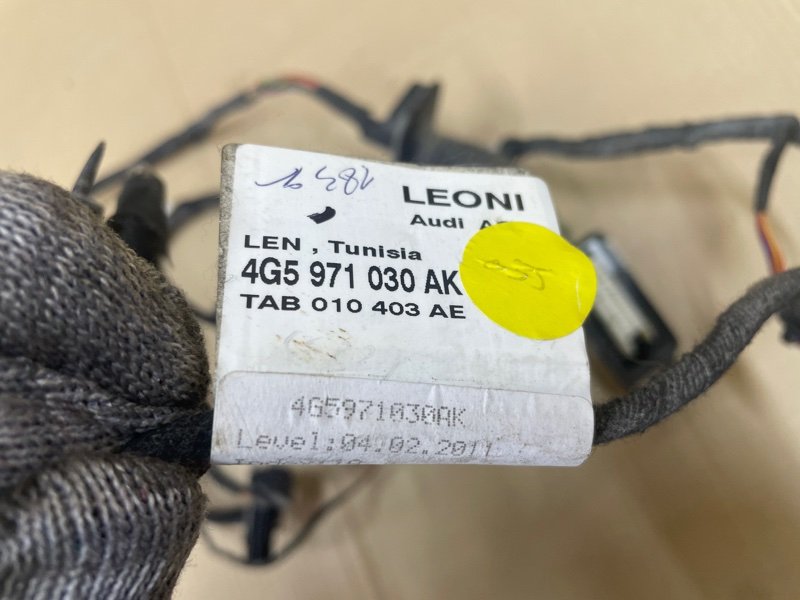 LEONI
Audi
LEN , Tunisia
4G5 971 030 AK
TAB 010 403 AE
4G5971030AK
Level:04.02.2011